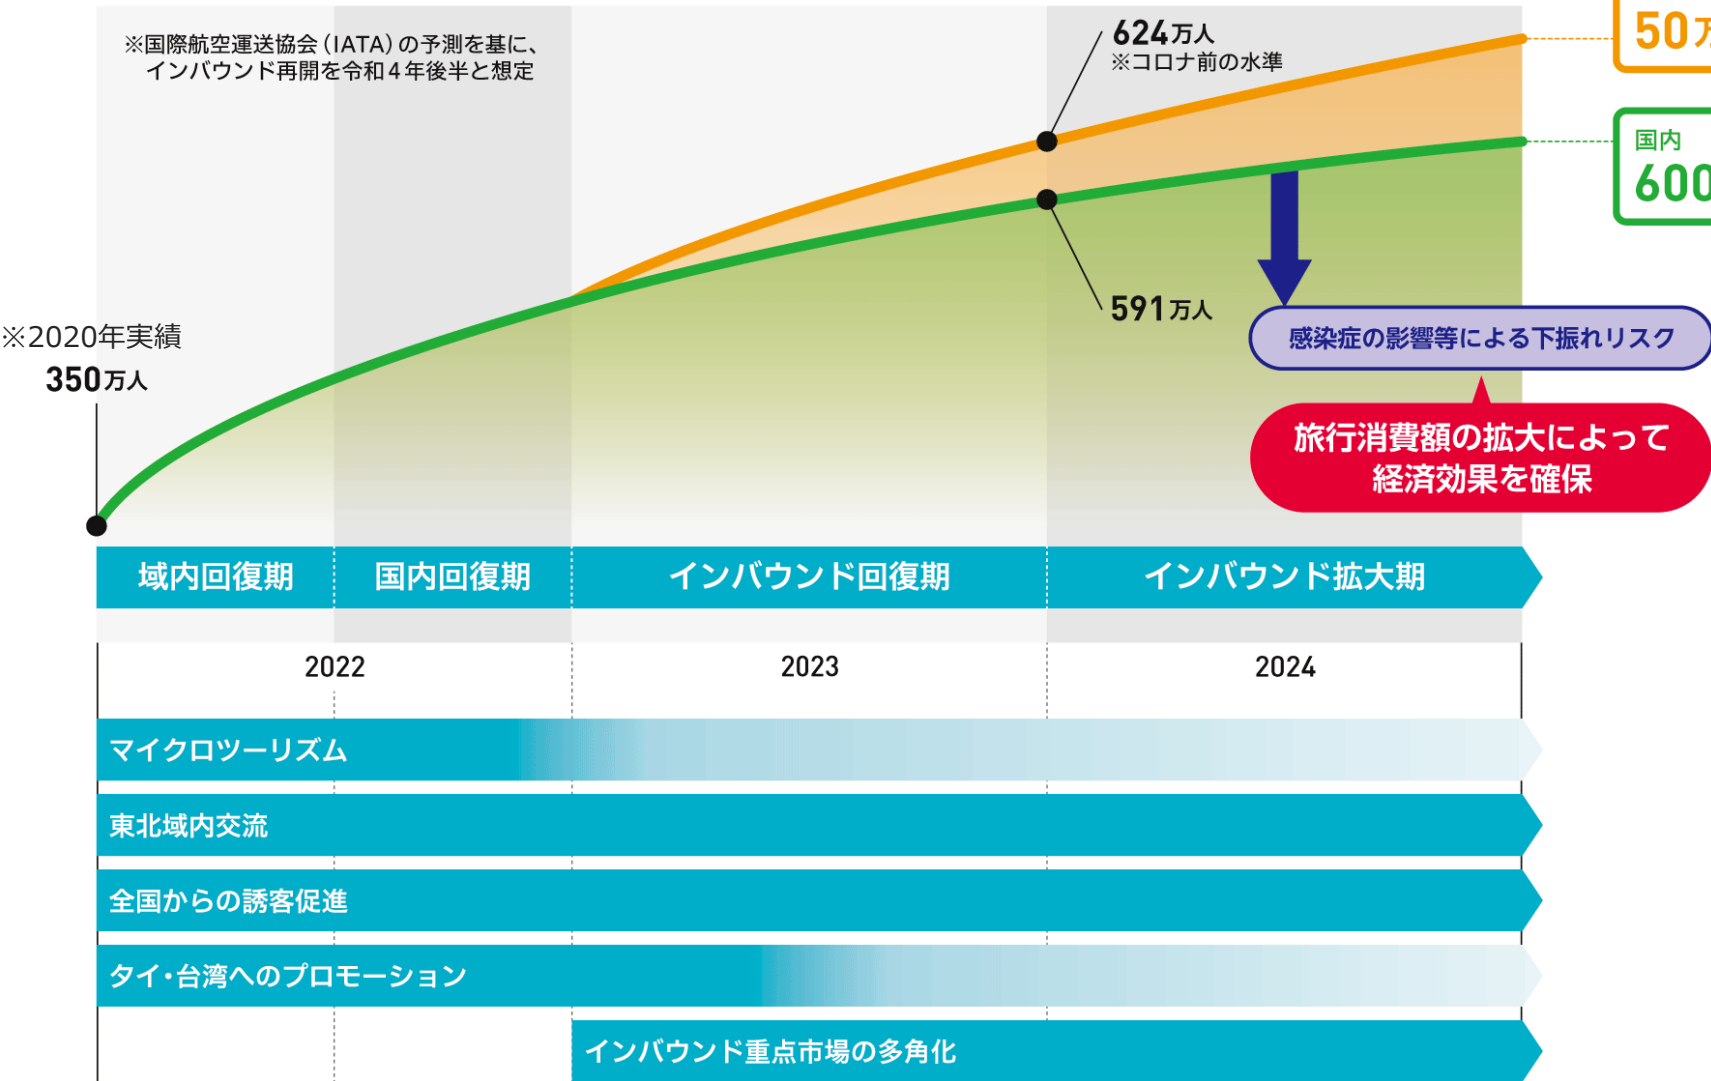 ※国際航空運送協会（IATA）の予測を基に、
インバウンド再開を令和4年後半と想定
624万人
※コロナ前の水準
50
国内
600
591万人
※2020年実績
350万人
感染症の影響等による下振れリスク
旅行消費額の拡大によって
経済効果を確保
域内回復期 国内回復期 インバウンド回復期 インバウンド拡大期
2022 2023 2024
マイクロツーリズム
東北域内交流
全国からの誘客促進
タイ・台湾へのプロモーション
インバウンド重点市場の多角化